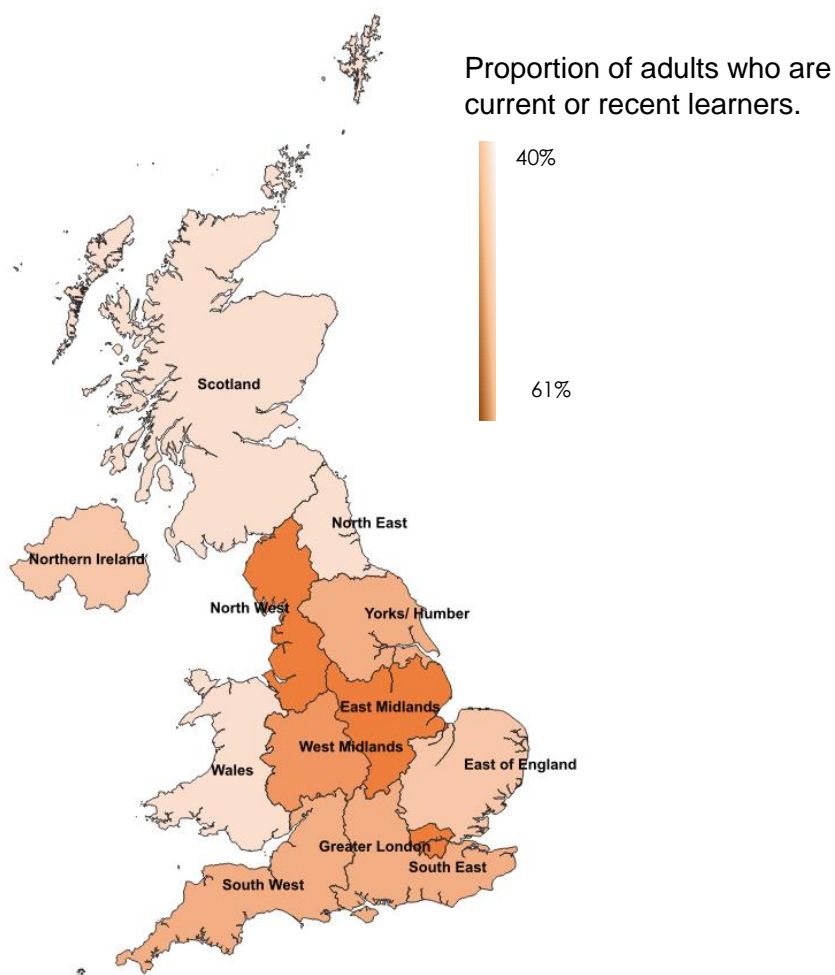 Proportion of adults who are
current or recent learners.
40%
61%
Scotland
North East
Northern Ireland
North West
Yorks/ Humber
East Midlands
West Midlands
East of England
Wales
Greater London
South East
South West